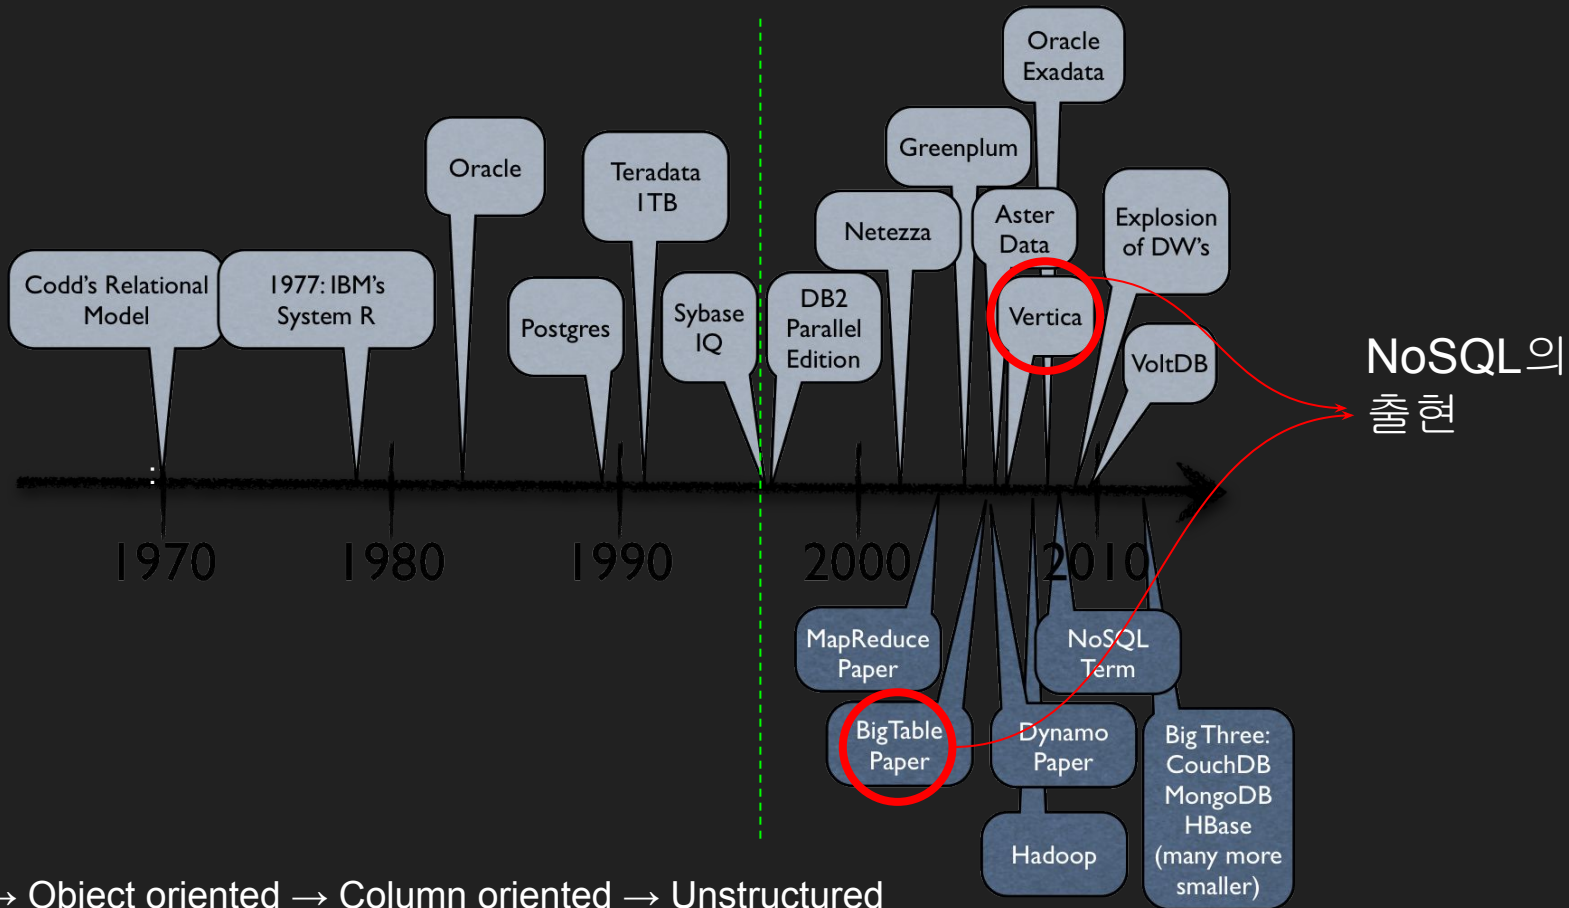 Oracle
Exadata
Greenplum
Oracle
Teradata
1TB
Netezza
Aster
Data
Explosion
of DW's
Codd's Relational
Model
1977: IBM's
System R
Postgres
Sybase
IQ
DB2
Parallel
Edition
Vertica
VoltDB
NoSQL의
출현
:
1970
1980
1990
2000
2010
MapReduce
Paper
NoSQL
Term
BigTable
Paper
Dynamo
Paper
Big Three:
CouchDB
MongoDB
HBase
(many more
smaller)
Hadoop
→ Object oriented → Column oriented → Unstructured